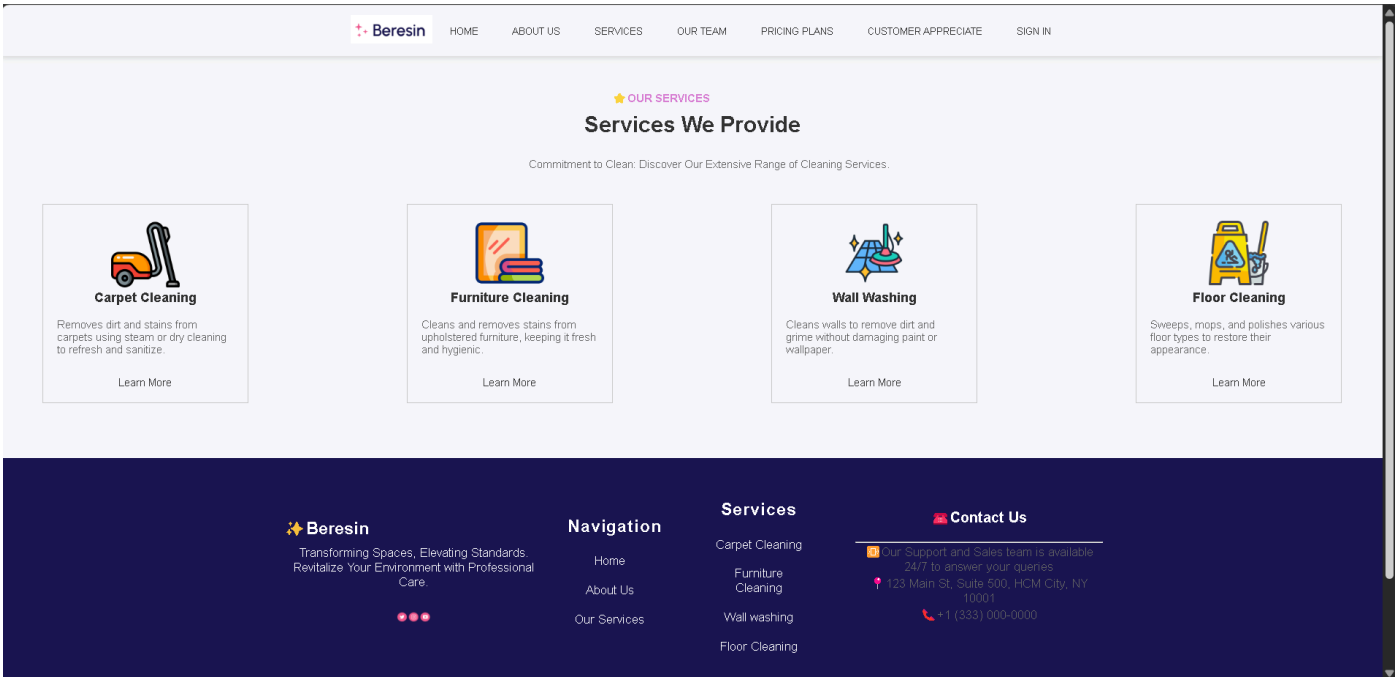 Beresin
HOME ABOUT US SERVICES OUR TEAM PRICING PLANS CUSTOMER APPRECIATE SIGN IN
OUR SERVICES
Services We Provide
Commitment to Clean: Discover Our Extensive Range of Cleaning Services.
Carpet Cleaning
Removes dirt and stains from
carpets using steam or dry cleaning
to refresh and sanitize.
Learn More
Furniture Cleaning
Cleans and removes stains from
upholstered furniture, keeping it fresh
and hygienic.
Learn More
Wall Washing
Cleans walls to remove dirt and
grime without damaging paint or
wallpaper.
Learn More
Floor Cleaning
Sweeps, mops, and polishes various
floor types to restore their
appearance.
Learn More
Beresin
Transforming Spaces, Elevating Standards.
Revitalize Your Environment with Professional
Care.
Navigation
Home
About Us
Our Services
Services
Carpet Cleaning
Furniture
Cleaning
Wall washing
Floor Cleaning
Contact Us
Our Support and Sales team is available
24/7 to answer your queries
123 Main St, Suite 500, HCM City, NY
10001
+1 (333) 000-0000